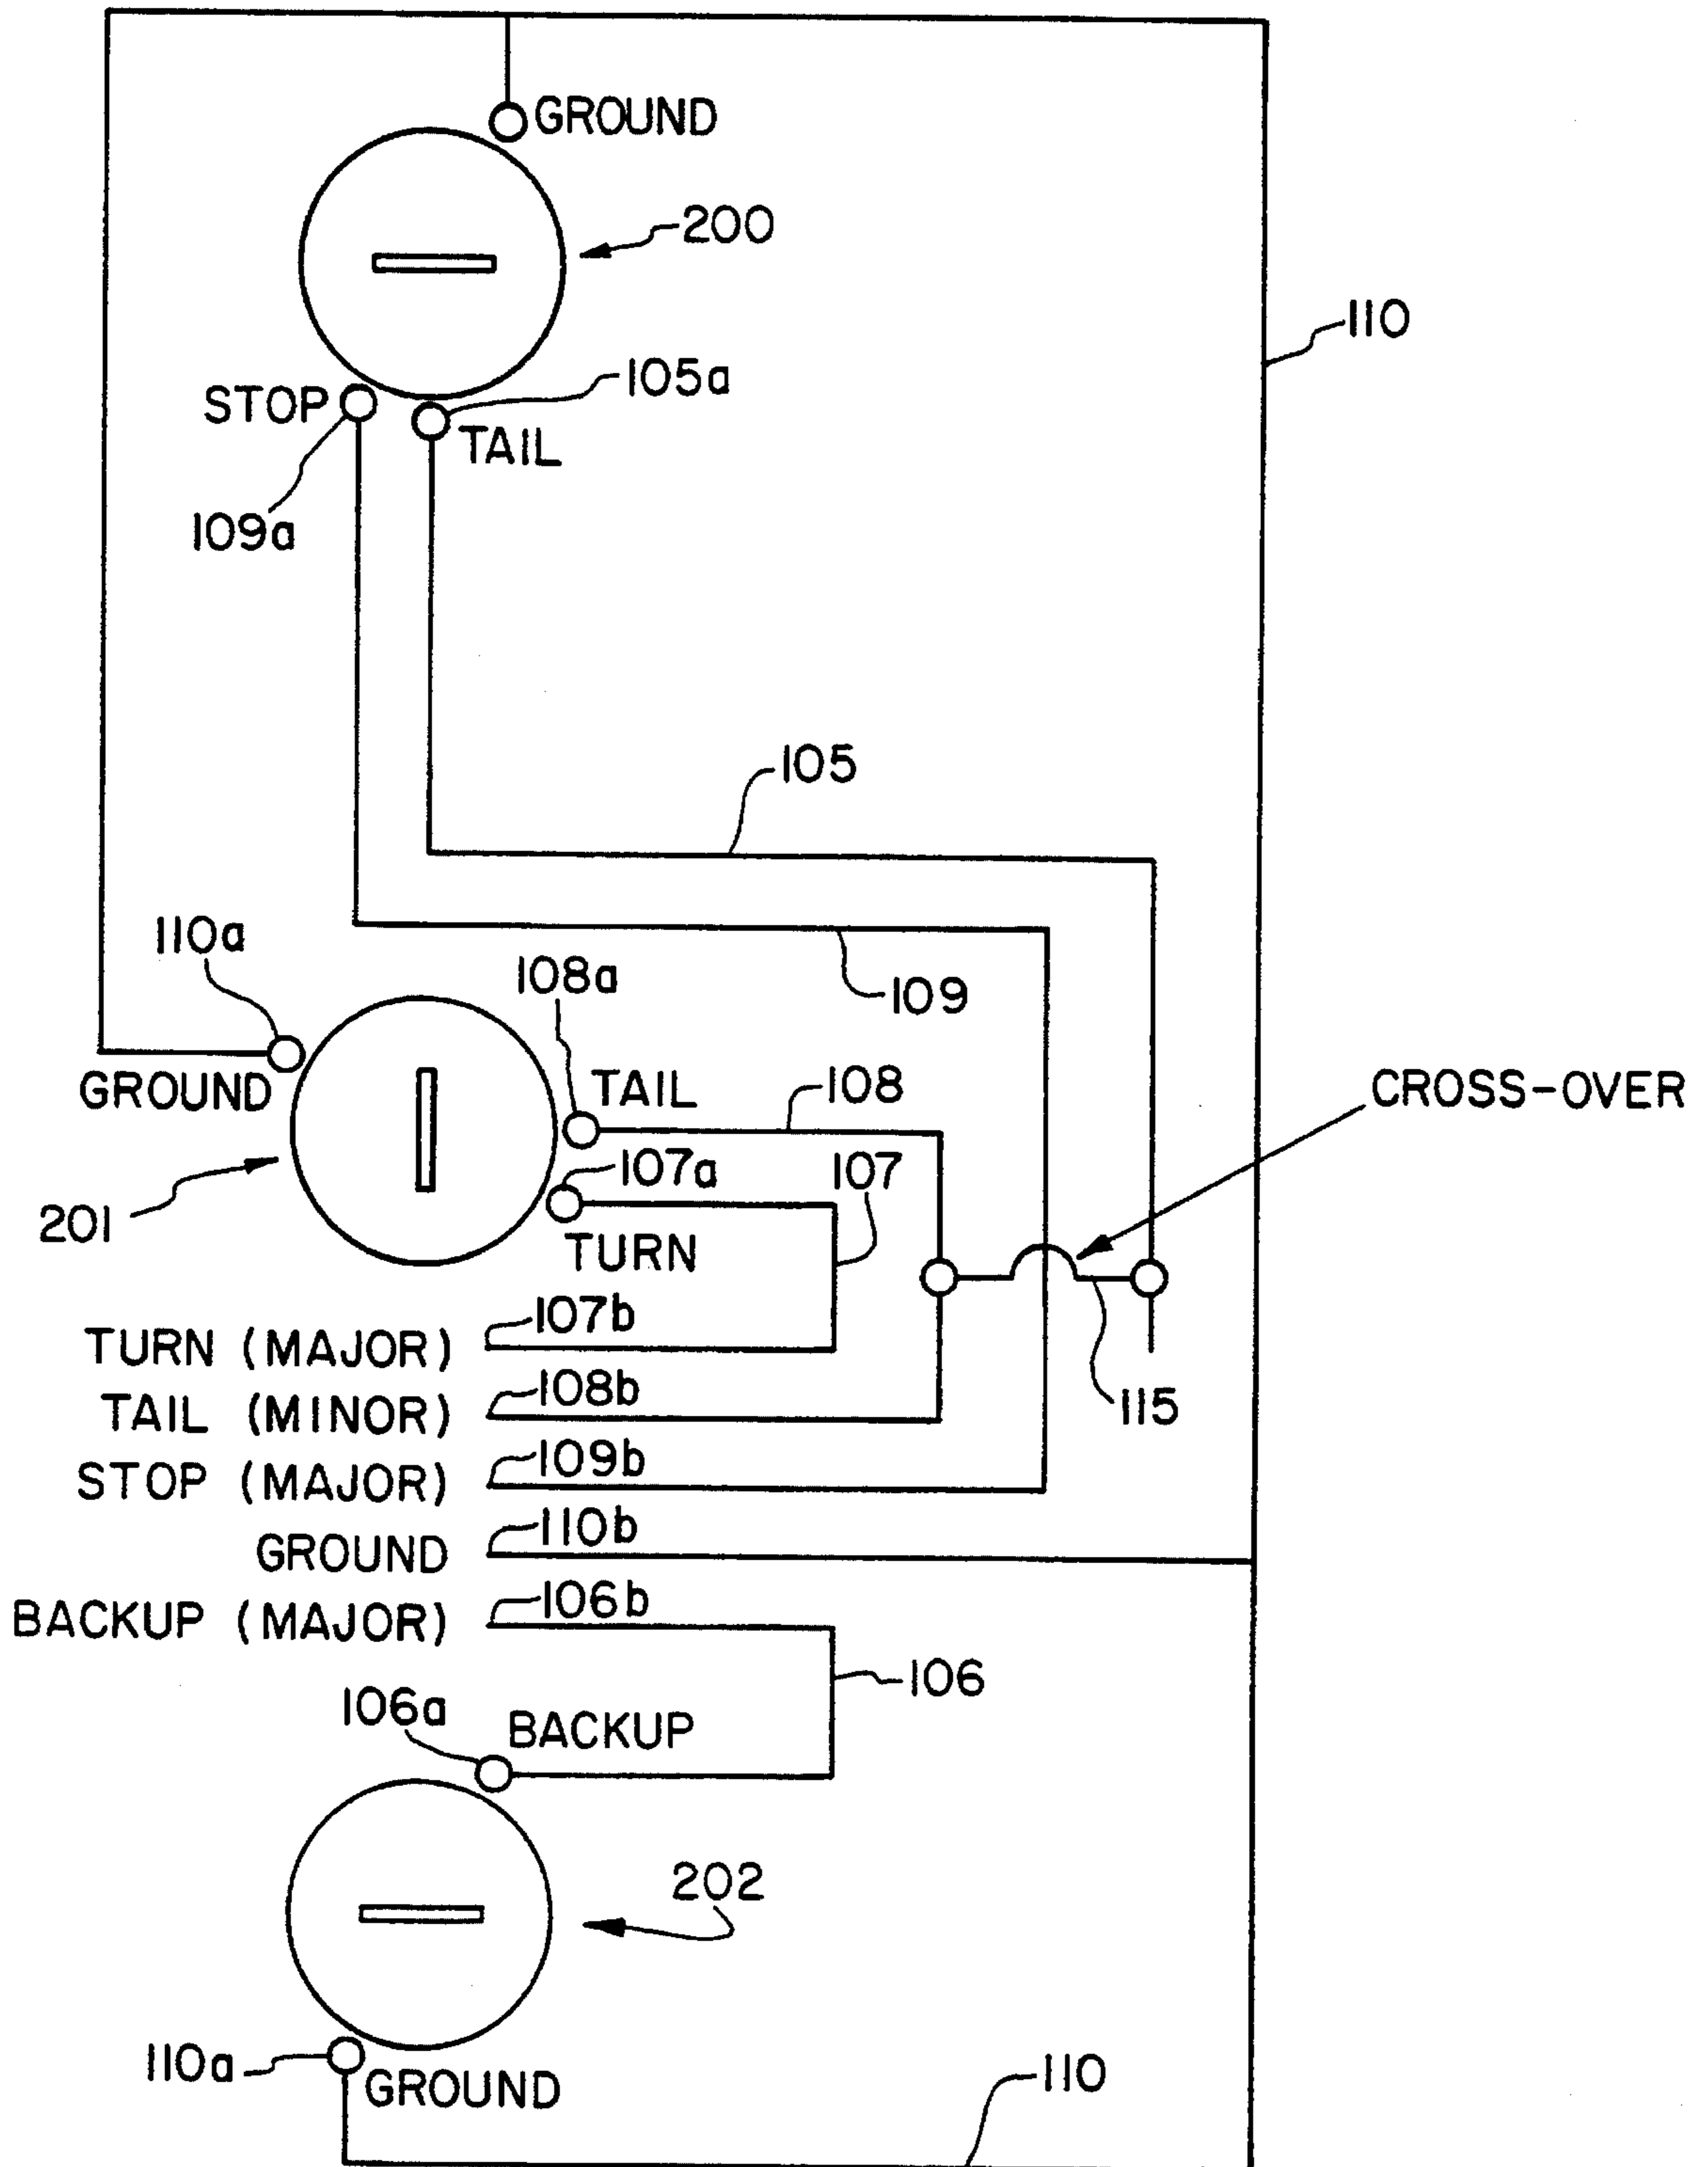 GROUND
200
110
105a
STOP
TAIL
109a
105
110a
108a
109
GROUND
TAIL
108
CROSS-OVER
107a
107
201
TURN
107b
TURN (MAJOR)
108b
TAIL (MINOR)
115
109b
STOP (MAJOR)
110b
GROUND
106b
BACKUP (MAJOR)
106
106a
BACKUP
202
110a
GROUND
110